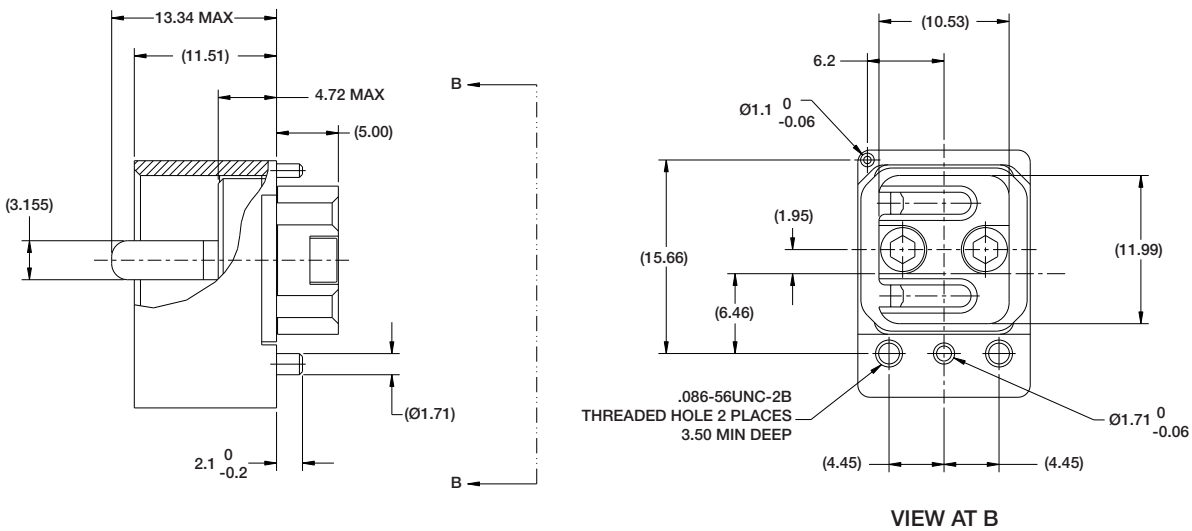 13.34 MAX
(11.51)
4.72 MAX
(5.00)
(3.155)
(Ø1.71)
2.1 0 -0.2
B
B
(10.53)
6.2
Ø1.1 0 -0.06
(1.95)
(15.66)
(11.99)
(6.46)
.086-56UNC-2B
THREADED HOLE 2 PLACES
3.50 MIN DEEP
Ø1.71 0 -0.06
(4.45)
(4.45)
VIEW AT B